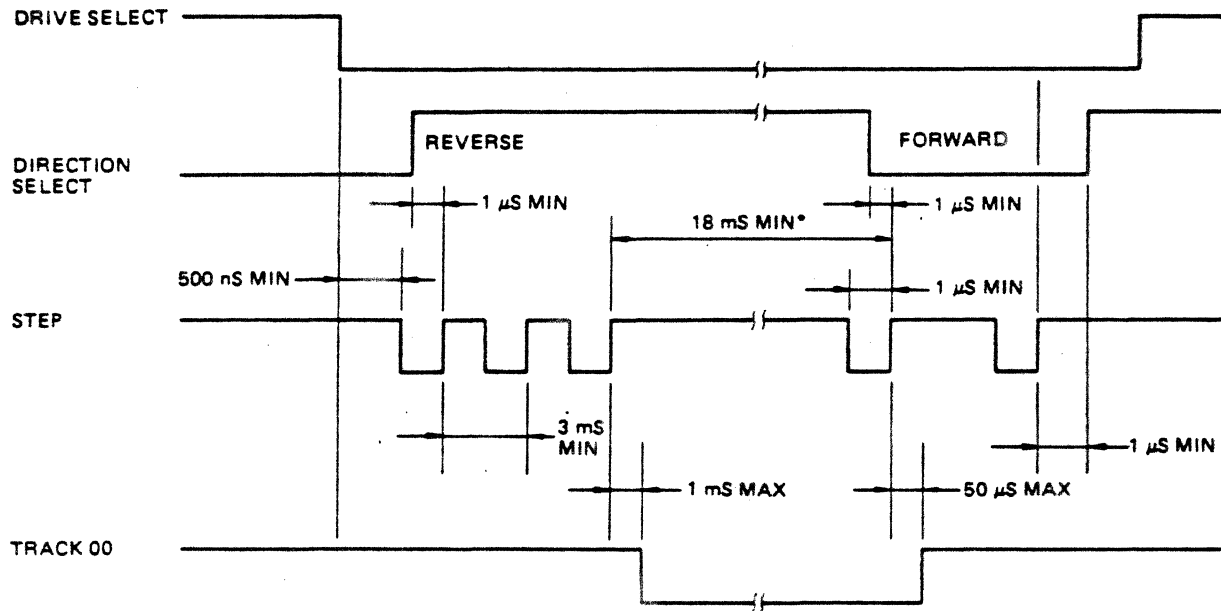 DRIVE SELECT
REVERSE
FORWARD
DIRECTION
SELECT
1 µS MIN
1 µS MIN
18 mS MIN*
500 nS MIN
1 µS MIN
STEP
3 mS
MIN
1 µS MIN
1 mS MAX
50 µS MAX
TRACK 00